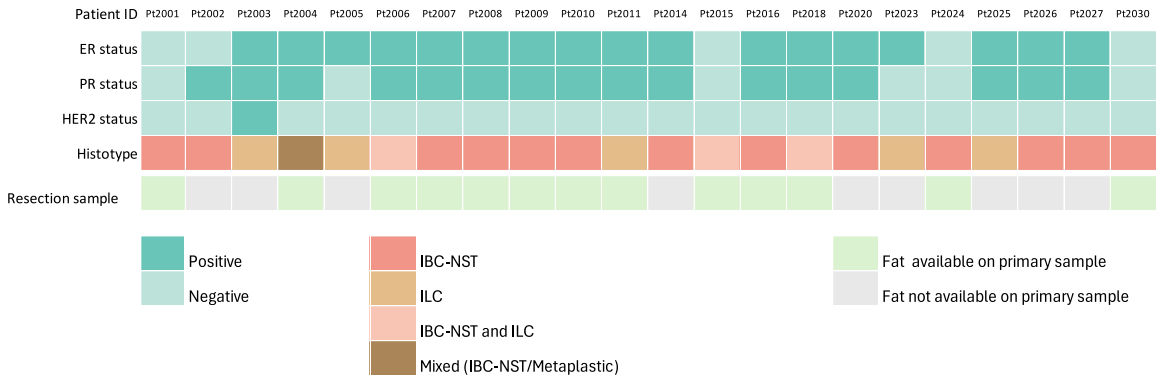 Patient ID Pt2001 Pt2002 Pt2003 Pt2004 Pt2005 Pt2006 Pt2007 Pt2008 Pt2009 Pt2010 Pt2011 Pt2014 Pt2015 Pt2016 Pt2018 Pt2020 Pt2023 Pt2024 Pt2025 Pt2026 Pt2027 Pt2030
ER status
PR status
HER2 status
Histotype
Resection sample
Positive
Negative
IBC-NST
ILC
IBC-NST and ILC
Mixed (IBC-NST/Metaplastic)
Fat available on primary sample
Fat not available on primary sample